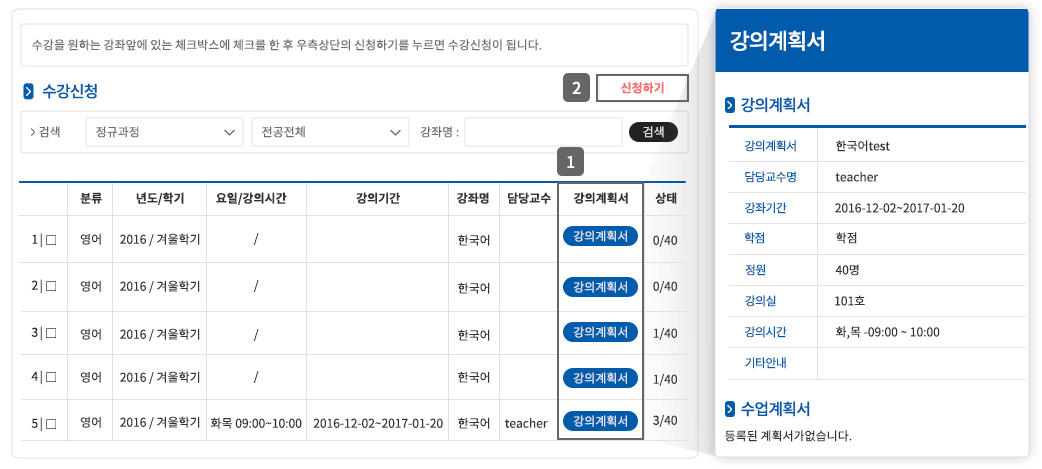 수강을 원하는 강좌앞에 있는 체크박스에 체크를 한 후 우측상단의 신청하기를 누르면 수강신청이 됩니다.
수강신청
2 신청하기
검색 정규과정 전공전체 강좌명 : 검색
1
분류 년도/학기 요일/강의시간 강의기간 강좌명 담당교수 강의계획서 상태
1| 영어 2016 / 겨울학기 / 한국어 강의계획서 0/40
2| 영어 2016 / 겨울학기 / 한국어 강의계획서 0/40
3| 영어 2016 / 겨울학기 / 한국어 강의계획서 1/40
4| 영어 2016 / 겨울학기 / 한국어 강의계획서 1/40
5| 영어 2016 / 겨울학기 화목 09:00~10:00 2016-12-02~2017-01-20 한국어 teacher 강의계획서 3/40
강의계획서
강의계획서
강의계획서 한국어test
담당교수명 teacher
강좌기간 2016-12-02~2017-01-20
학점 학점
정원 40명
강의실 101호
강의시간 화,목 -09:00 ~ 10:00
기타안내
수업계획서
등록된 계획서가없습니다.